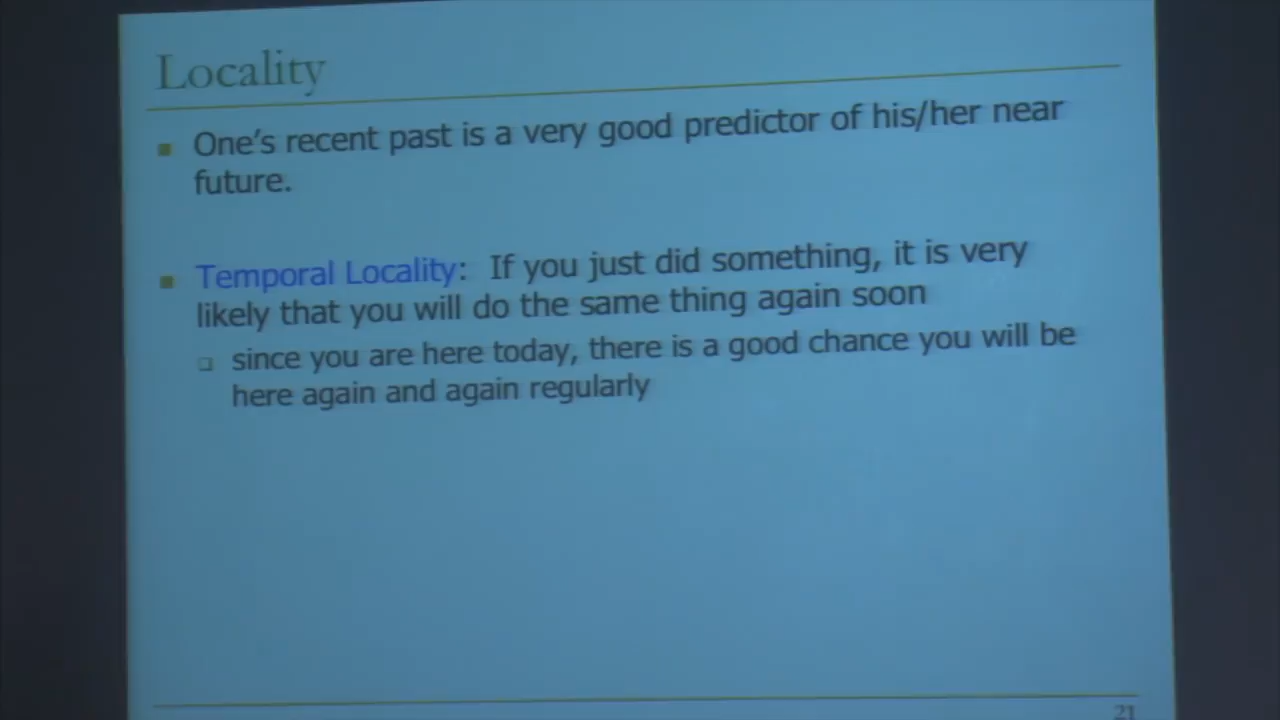 Locality
One's recent past is a very good predictor of his/her near
future.
Temporal Locality: If you just did something, it is very
likely that you will do the same thing again soon
since you are here today, there is a good chance you will be
here again and again regularly
21